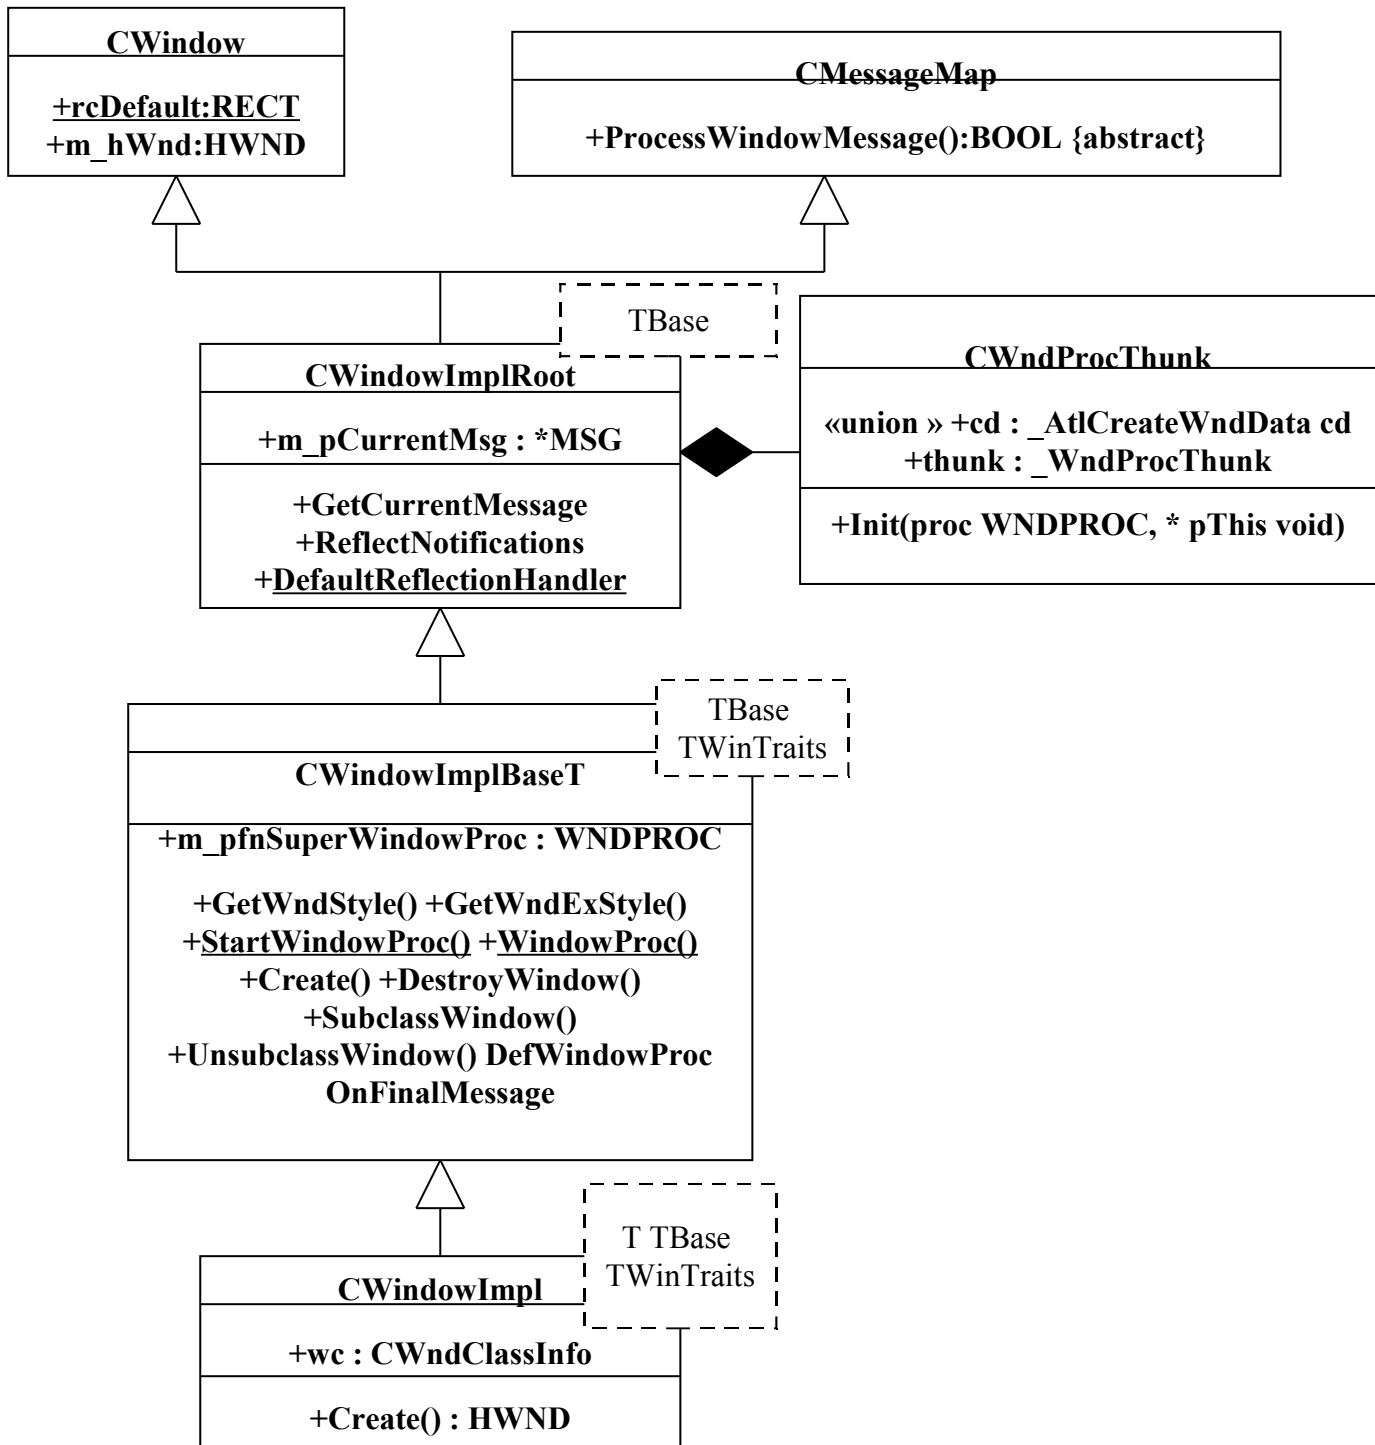 CWindow
+rcDefault:RECT
+m_hWnd:HWND
CMessageMap
+ProcessWindowMessage():BOOL {abstract}
TBase
CWindowImplRoot
+m_pCurrentMsg : *MSG
+GetCurrentMessage
+ReflectNotifications
+DefaultReflectionHandler
CWndProcThunk
«union » +cd : _AtlCreateWndData cd
+thunk : _WndProcThunk
+Init(proc WNDPROC, * pThis void)
TBase
TWinTraits
CWindowImplBaseT
+m_pfnSuperWindowProc : WNDPROC
+GetWndStyle() +GetWndExStyle()
+StartWindowProc() +WindowProc()
+Create() +DestroyWindow()
+SubclassWindow()
+UnsubclassWindow() DefWindowProc
OnFinalMessage
T TBase
TWinTraits
CWindowImpl
+wc : CWndClassInfo
+Create() : HWND